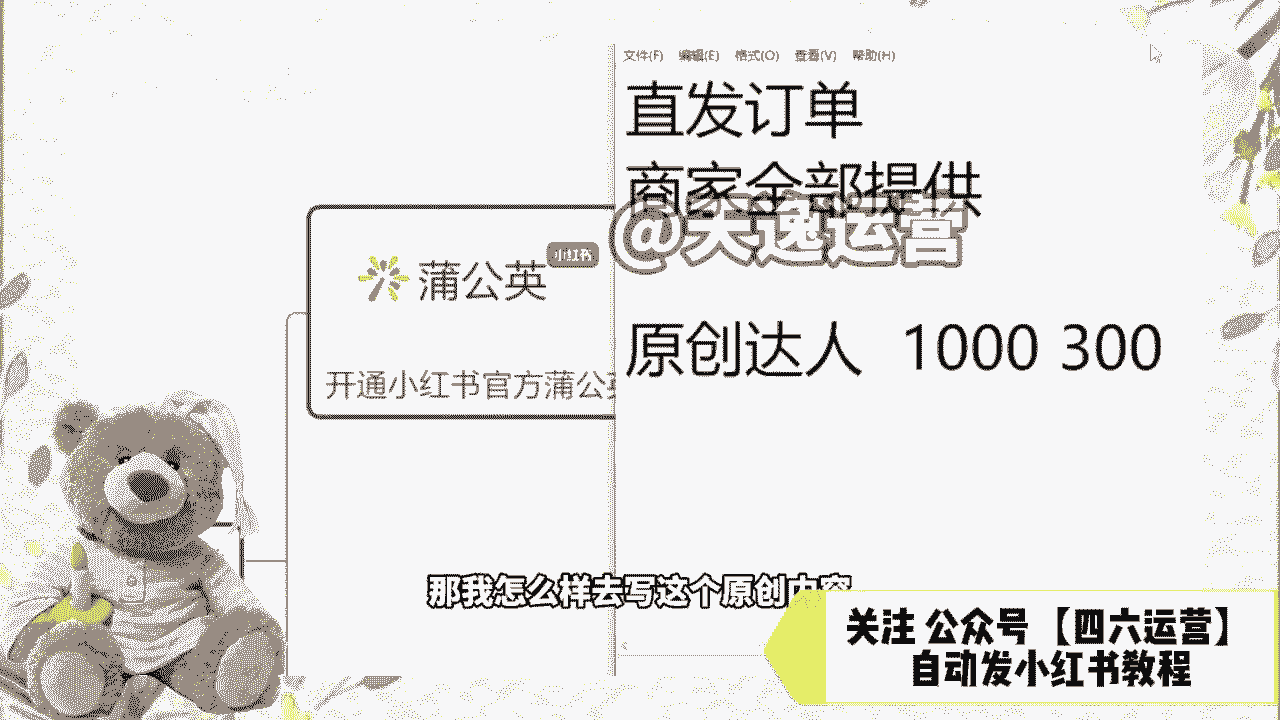 文件(F) 编辑(E) 格式(O) 查看(V) 帮助(H)
直发订单
商家全部提供
@天逸运营
小红书
蒲公英
原创达人 1000 300
开通小红书官方蒲公英
那我怎么样去写这个原创内容
关注 公众号 【四六运营】
自动发小红书教程